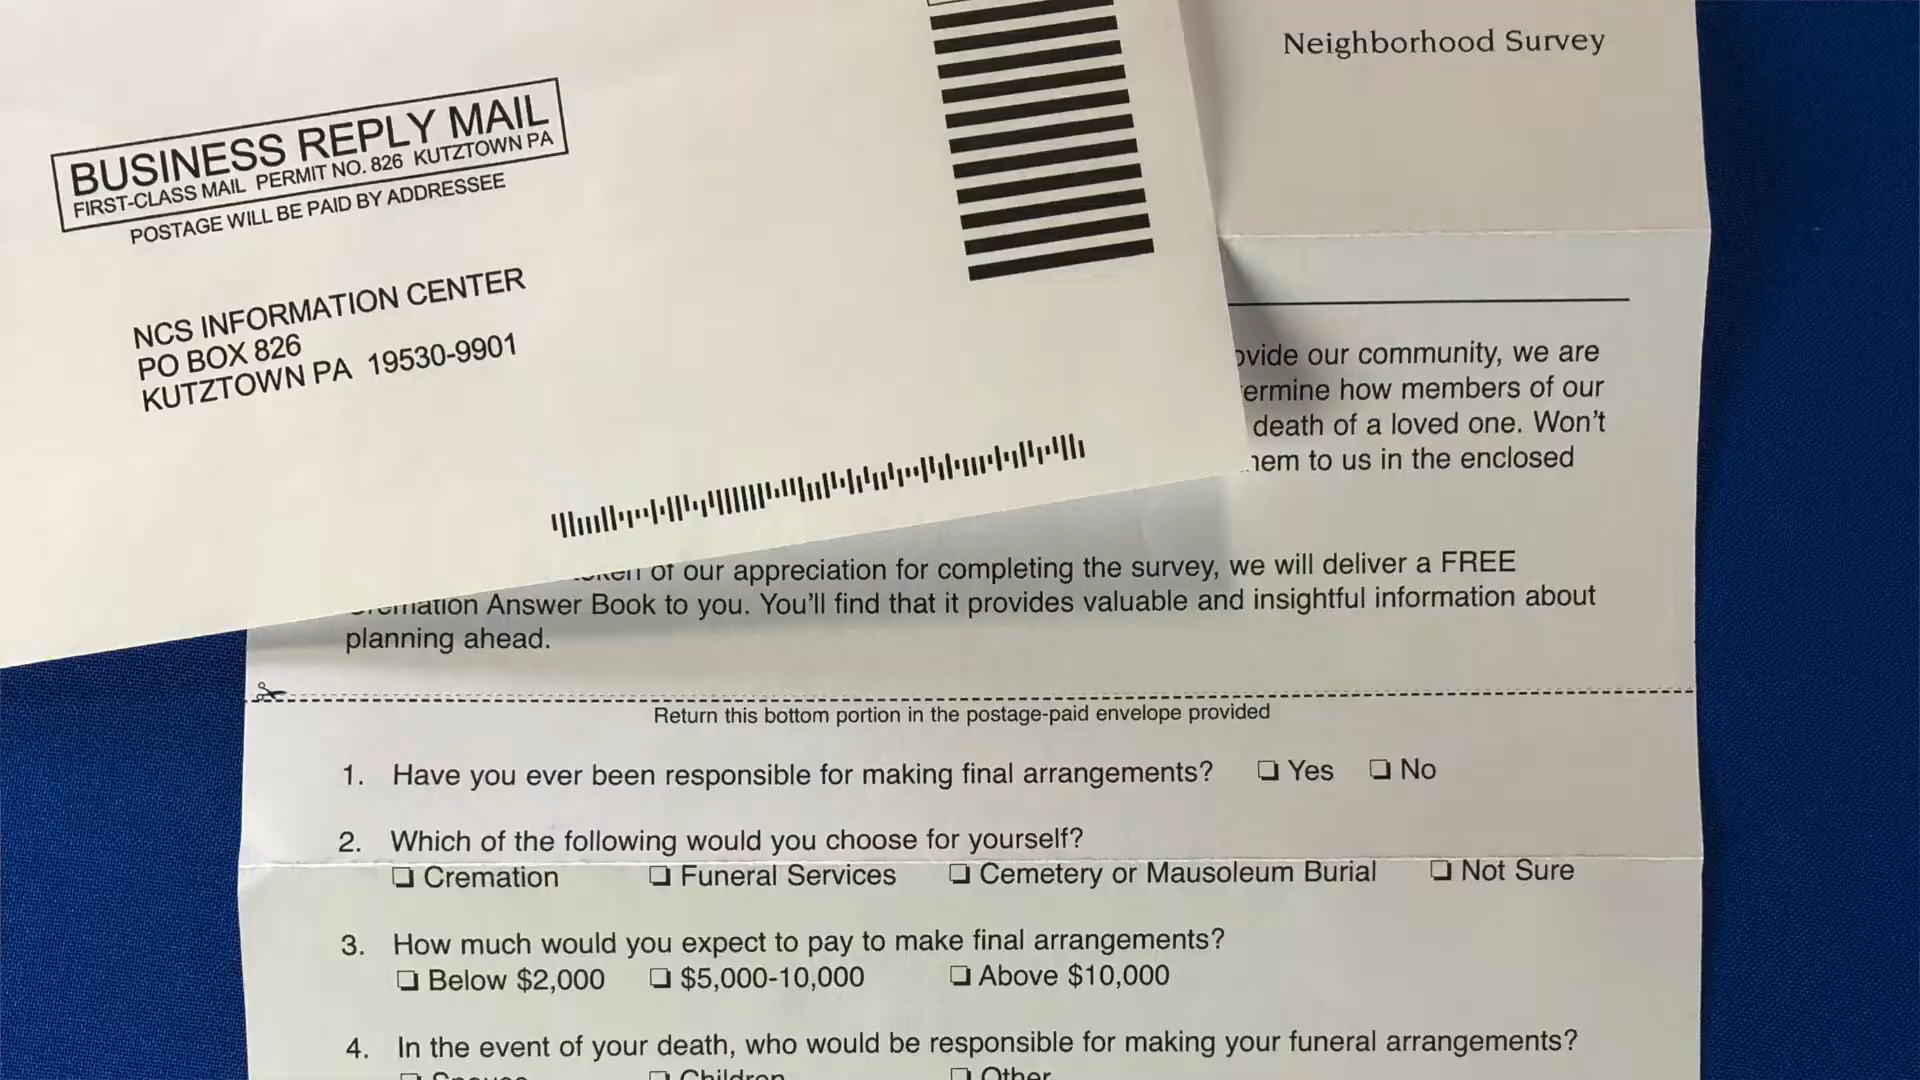 BUSINESS REPLY MAIL
FIRST-CLASS MAIL PERMIT NO. 826 KUTZTOWN PA
POSTAGE WILL BE PAID BY ADDRESSEE
NCS INFORMATION CENTER
PO BOX 826
KUTZTOWN PA 19530-9901
Neighborhood Survey
our community, we are
how members of our
death of a loved one. Won't
to us in the enclosed
of our appreciation for completing the survey, we will deliver a FREE
Answer Book to you. You'll find that it provides valuable and insightful information about
planning ahead.
Return this bottom portion in the postage-paid envelope provided
1. Have you ever been responsible for making final arrangements? ❏ Yes ❏ No
2. Which of the following would you choose for yourself?
❏ Cremation ❏ Funeral Services ❏ Cemetery or Mausoleum Burial ❏ Not Sure
3. How much would you expect to pay to make final arrangements?
❏ Below $2,000 ❏ $5,000-10,000 ❏ Above $10,000
4. In the event of your death, who would be responsible for making your funeral arrangements?
❏ Spouse ❏ Children ❏ Other